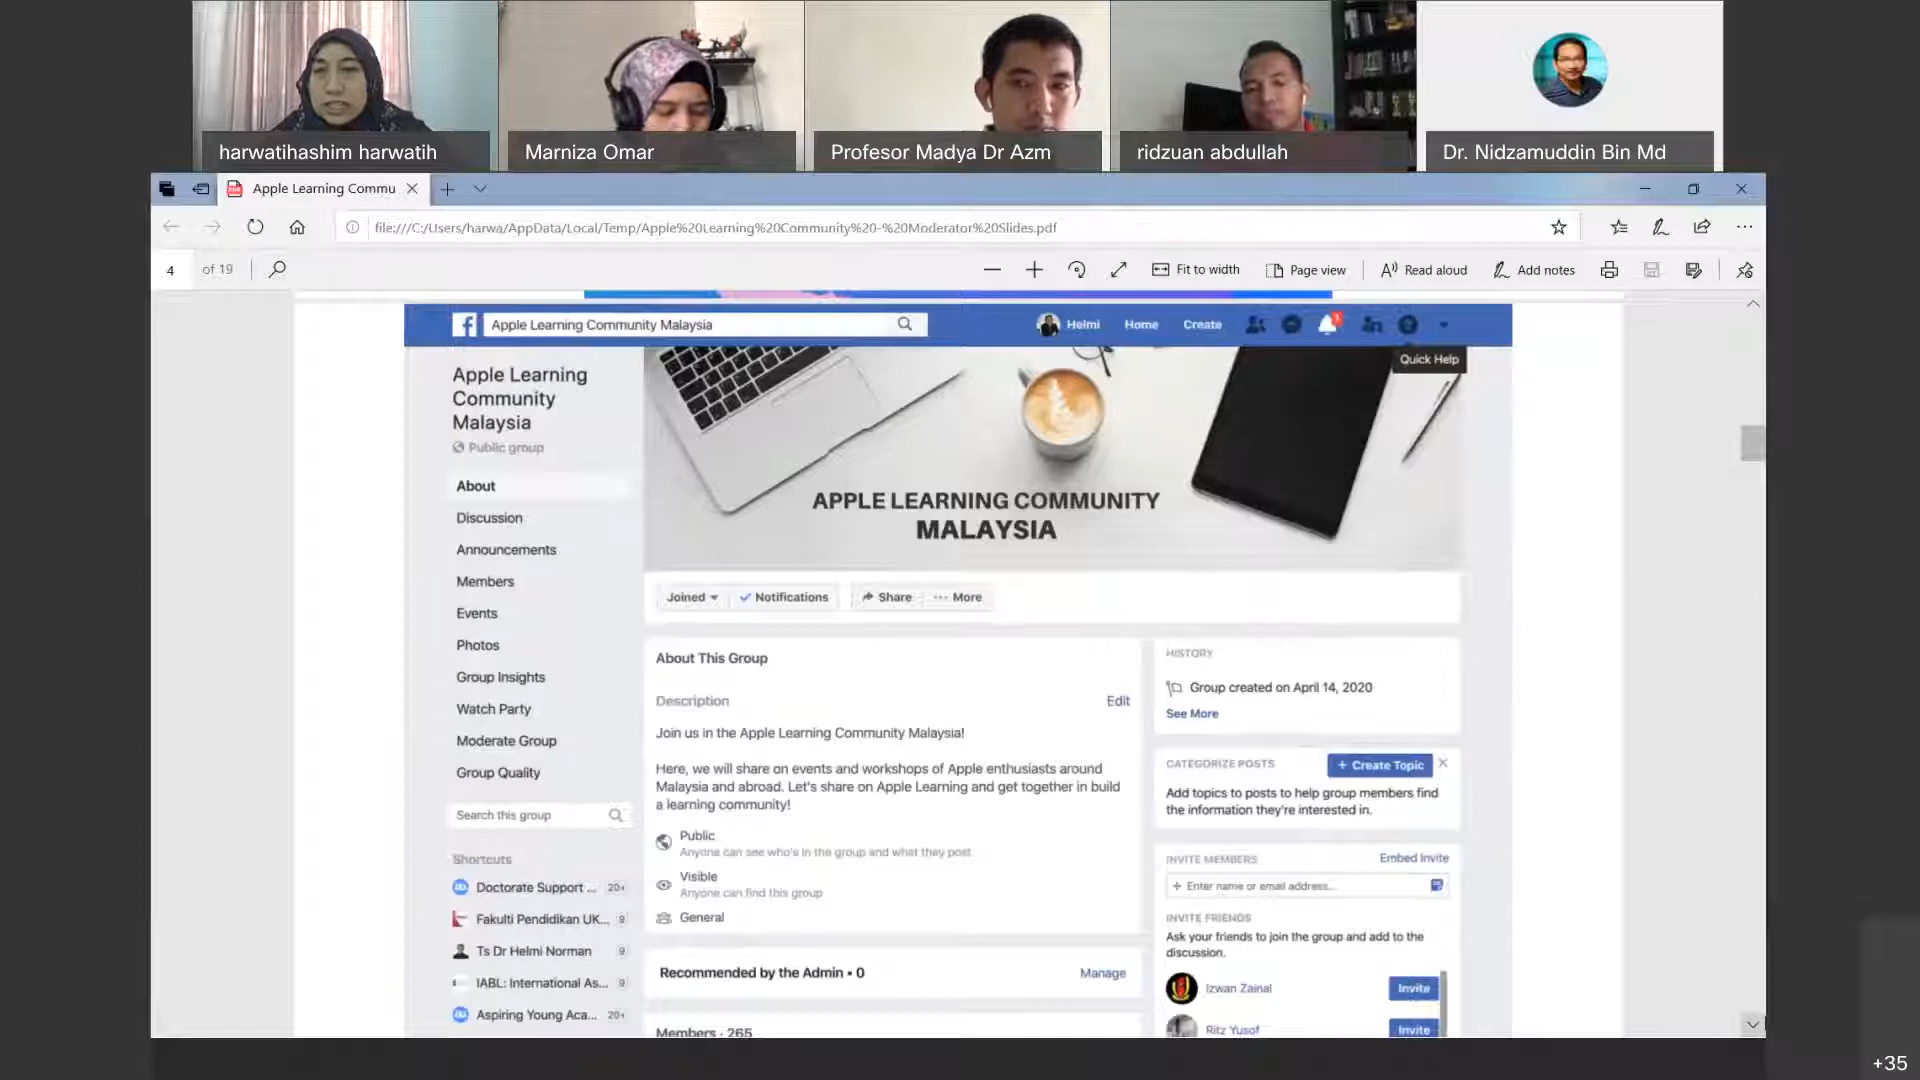 harwatihashim harwatih
Marniza Omar
Profesor Madya Dr Azm
ridzuan abdullah
Dr. Nidzamuddin Bin Md
Apple Learning Commu
file:///C:/Users/harwa/AppData/Local/Temp/Apple%20Learning%20Community%20-%20Moderator%20Slides.pdf
4 of 19
Fit to width
Page view
Read aloud
Add notes
Apple Learning Community Malaysia
Helmi
Home
Create
1
Quick Help
Apple Learning
Community
Malaysia
Public group
About
Discussion
Announcements
Members
Events
Photos
Group Insights
Watch Party
Moderate Group
Group Quality
Search this group
Shortcuts
Doctorate Support ... 20+
Fakulti Pendidikan UK... 9
Ts Dr Helmi Norman 9
IABL: International As... 9
Aspiring Young Aca... 20+
APPLE LEARNING COMMUNITY
MALAYSIA
Joined
Notifications
Share
More
About This Group
Description Edit
Join us in the Apple Learning Community Malaysia!
Here, we will share on events and workshops of Apple enthusiasts around
Malaysia and abroad. Let's share on Apple Learning and get together in build
a learning community!
Public
Anyone can see who's in the group and what they post.
Visible
Anyone can find this group
General
Recommended by the Admin • 0 Manage
Members · 265
HISTORY
Group created on April 14, 2020
See More
CATEGORIZE POSTS
+ Create Topic
Add topics to posts to help group members find
the information they're interested in.
INVITE MEMBERS Embed Invite
+ Enter name or email address...
INVITE FRIENDS
Ask your friends to join the group and add to the
discussion.
Izwan Zainal Invite
Ritz Yusof Invite
+35